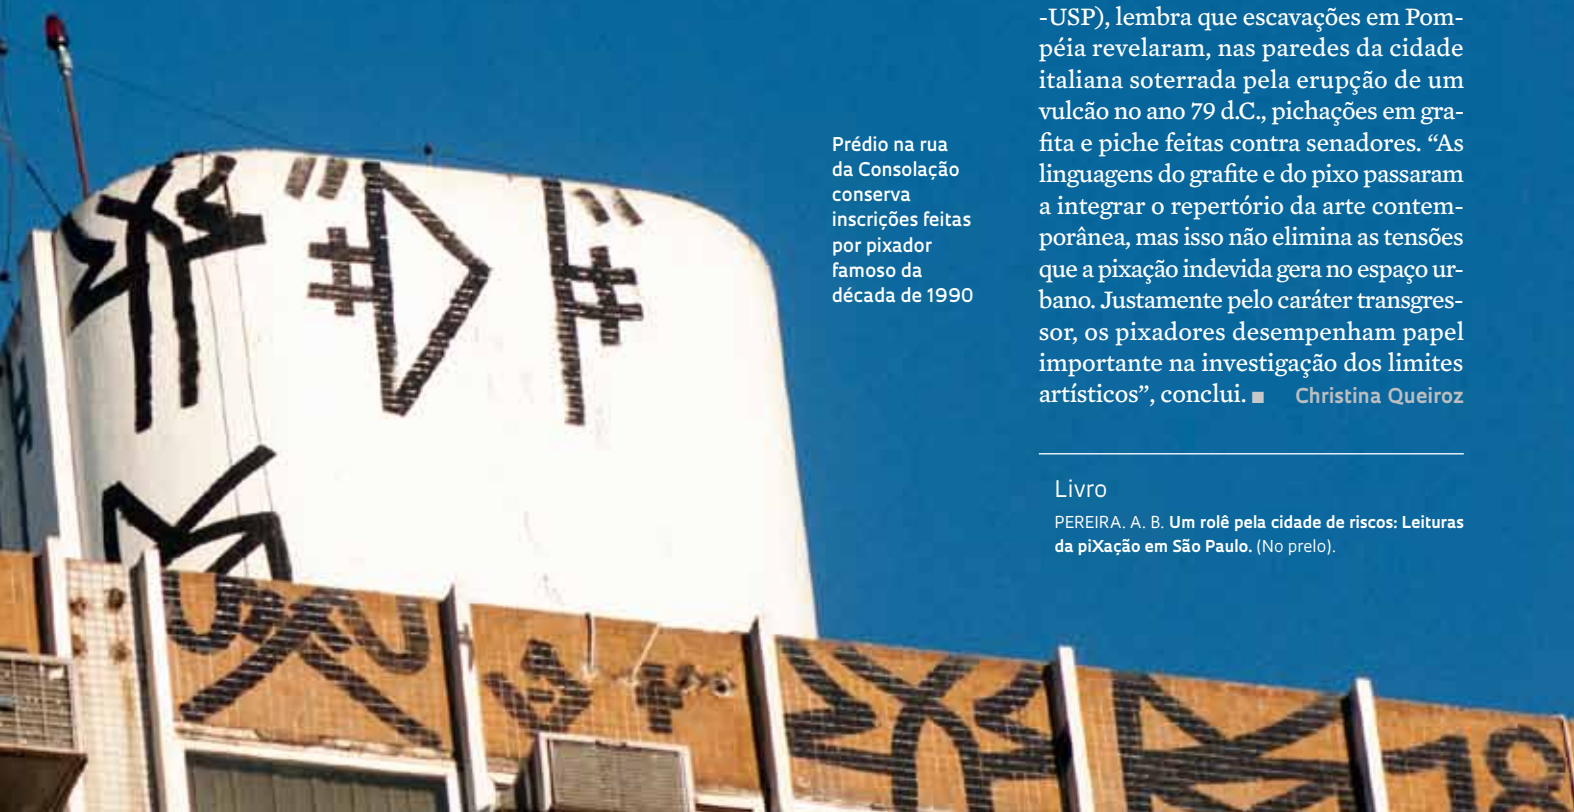 Prédio na rua
da Consolação
conserva
inscrições feitas
por pixador
famoso da
década de 1990
-USP), lembra que escavações em Pom-
péia revelaram, nas paredes da cidade
italiana soterrada pela erupção de um
vulcão no ano 79 d.C., pichações em gra-
fita e piche feitas contra senadores. “As
linguagens do grafite e do pixo passaram
a integrar o repertório da arte contem-
porânea, mas isso não elimina as tensões
que a pixação indevida gera no espaço ur-
bano. Justamente pelo caráter transgres-
sor, os pixadores desempenham papel
importante na investigação dos limites
artísticos”, conclui. ■ Christina Queiroz
Livro
PEREIRA. A. B. Um rolê pela cidade de riscos: Leituras
da piXação em São Paulo. (No prelo).